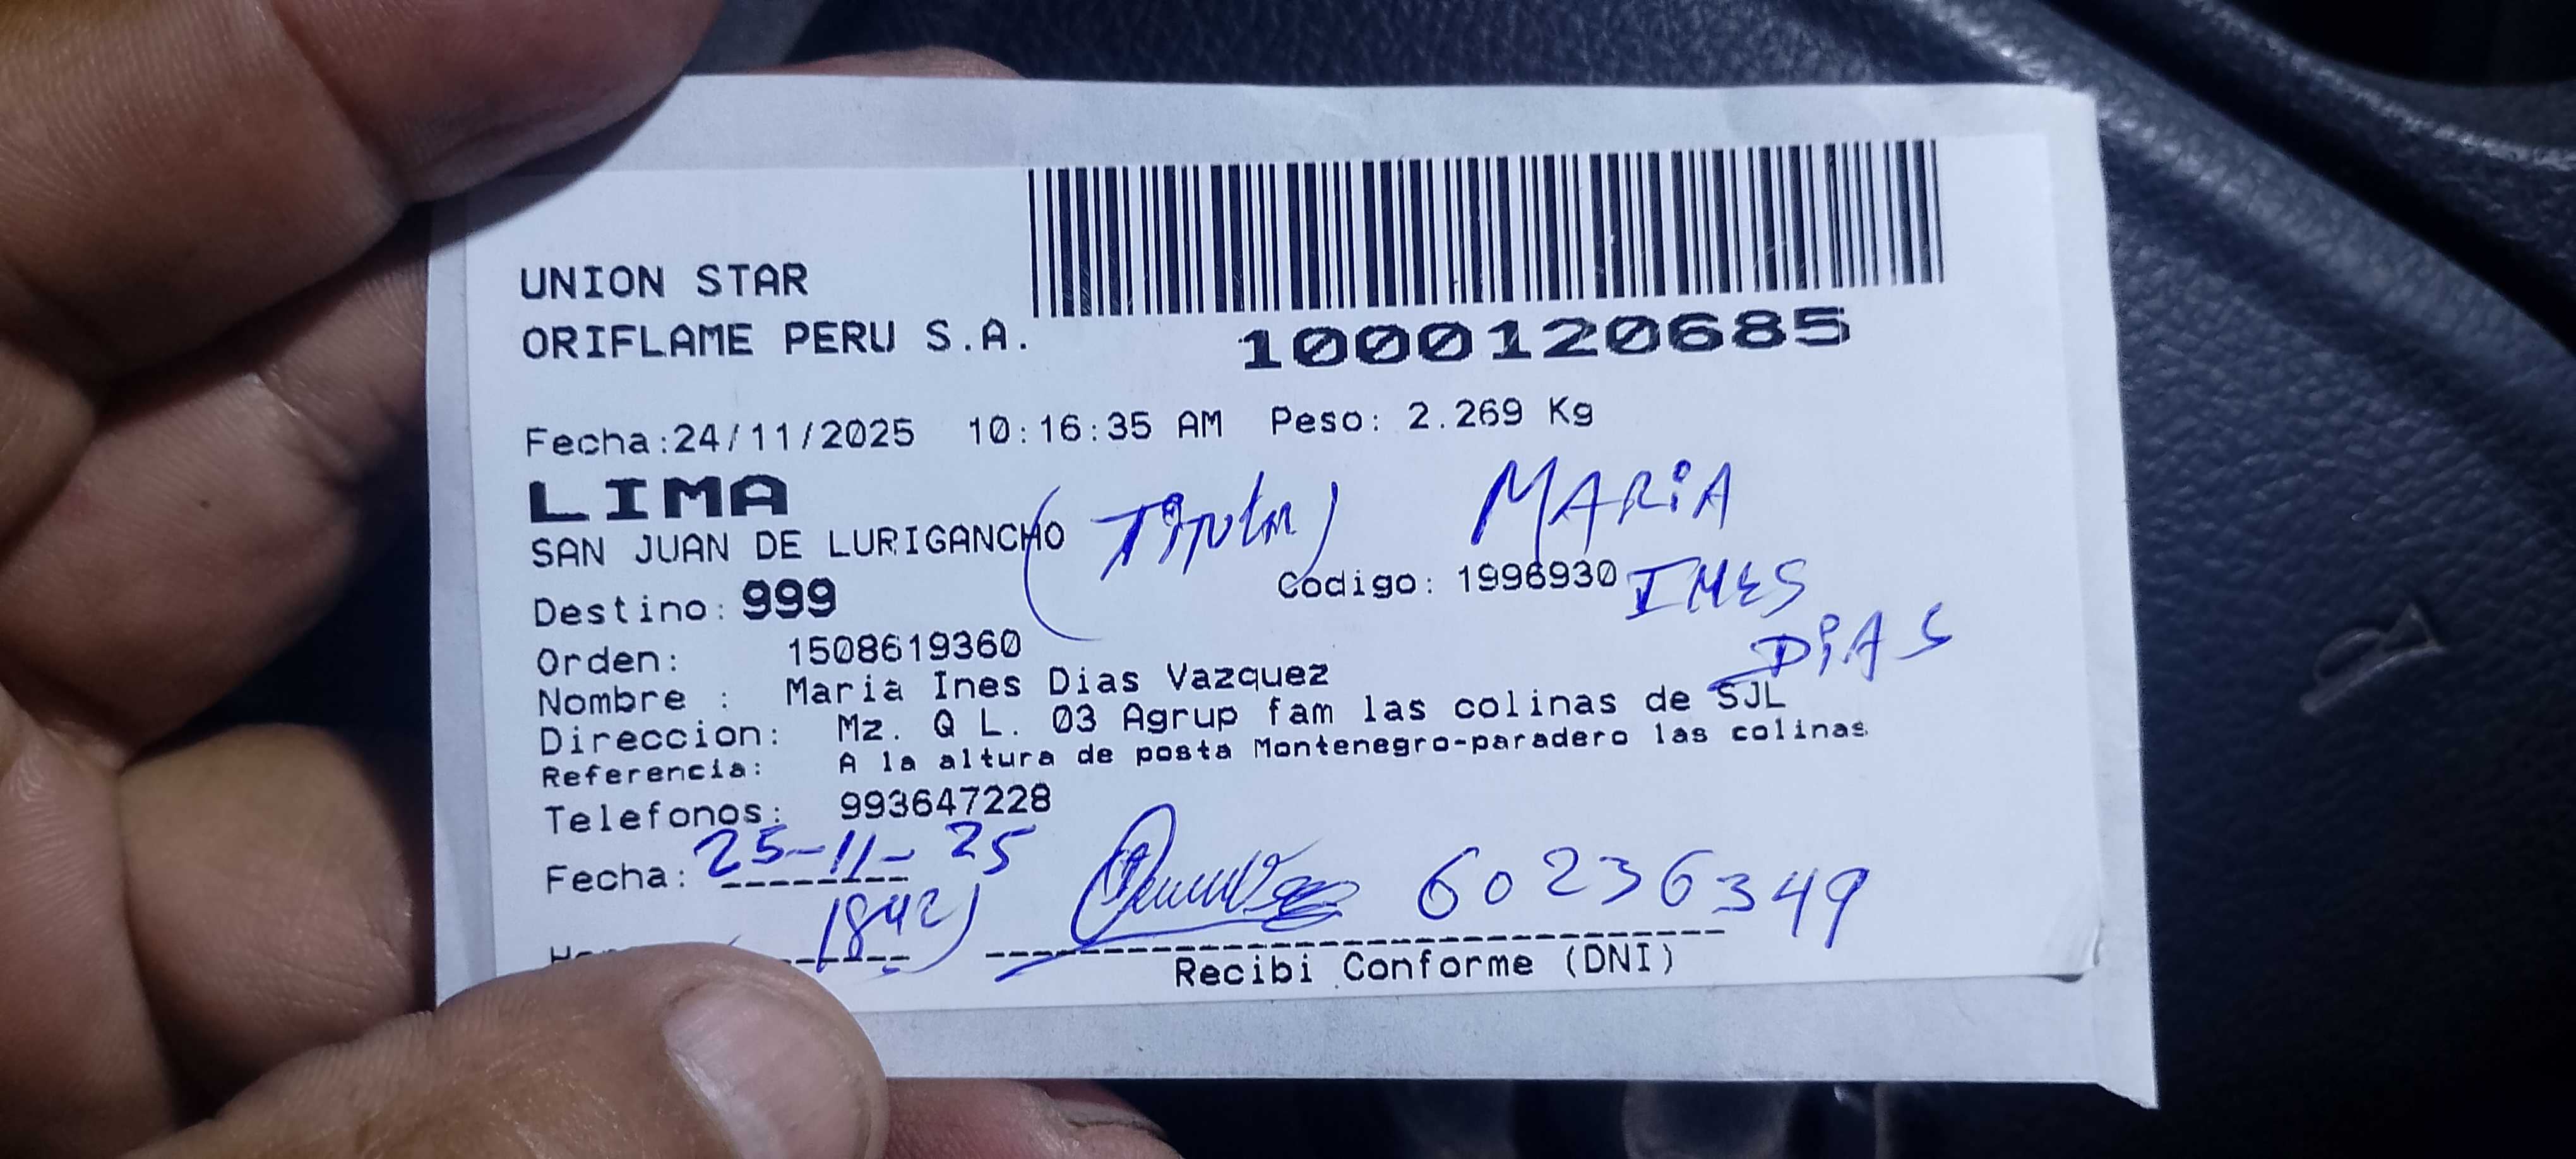 UNION STAR
ORIFLAME PERU S.A.
1000120685
Fecha:24/11/2025 10:16:35 AM Peso: 2.269 Kg
LIMA
SAN JUAN DE LURIGANCHO
(Titular) MARiA
Destino: 999 Codigo: 1996930 INES
DiAS
Orden: 1508619360
Nombre : Maria Ines Dias Vazquez
Direccion: Mz. Q L. 03 Agrup fam las colinas de SJL
Referencia: A la altura de posta Montenegro-paradero las colinas
Telefonos: 993647228
Fecha: 25-11-25
(842) 60236349
Recibi Conforme (DNI)